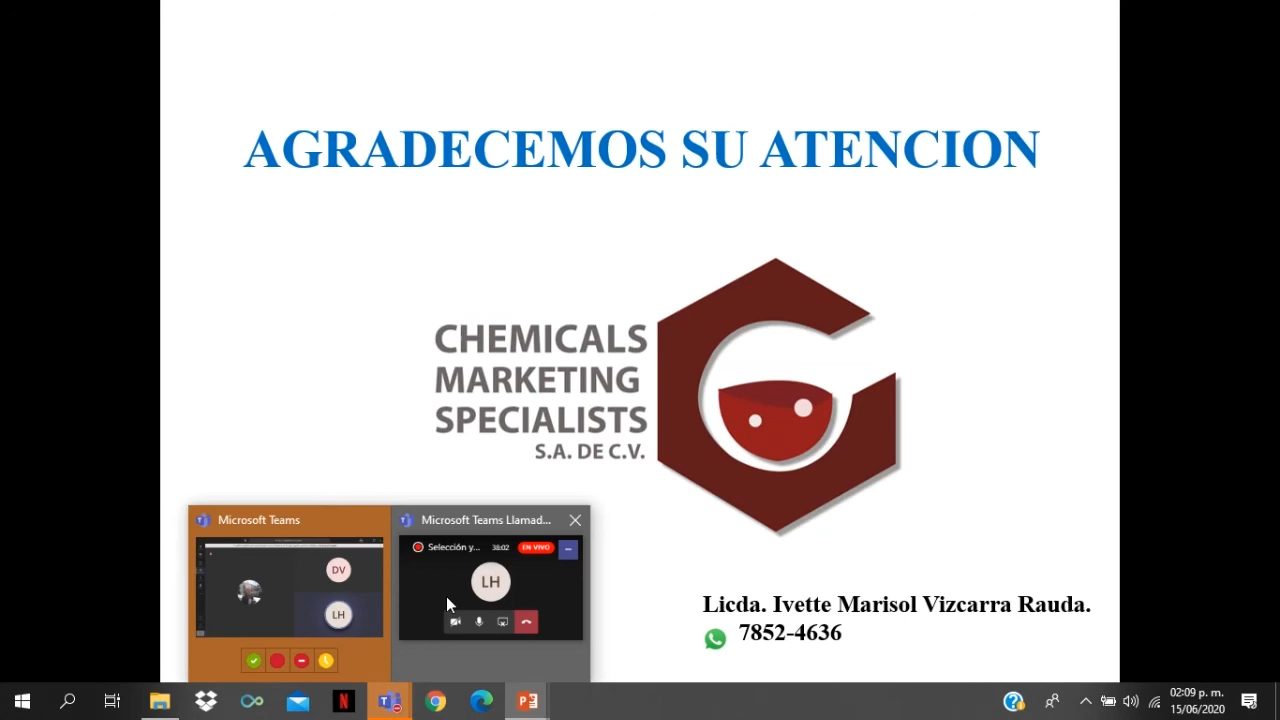 AGRADECEMOS SU ATENCION
CHEMICALS
MARKETING
SPECIALISTS
S.A. DE C.V.
Licda. Ivette Marisol Vizcarra Rauda.
7852-4636
Microsoft Teams
DV
LH
Microsoft Teams Llamad...
Selección y... 38:02 EN VIVO
LH
02:09 p. m.
15/06/2020